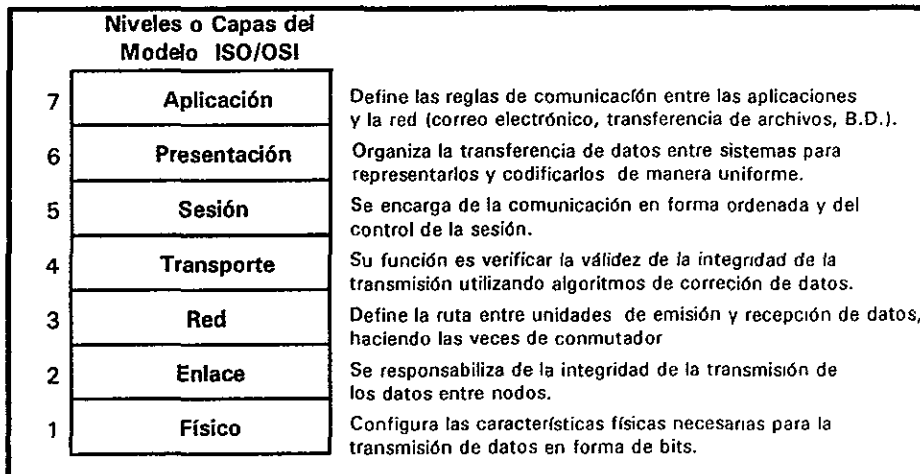 Niveles o Capas del
Modelo ISO/OSI
7 Aplicación Define las reglas de comunicación entre las aplicaciones
y la red (correo electrónico, transferencia de archivos, B.D.).
6 Presentación Organiza la transferencia de datos entre sistemas para
representarlos y codificarlos de manera uniforme.
5 Sesión Se encarga de la comunicación en forma ordenada y del
control de la sesión.
4 Transporte Su función es verificar la válidez de la integridad de la
transmisión utilizando algoritmos de correción de datos.
3 Red Define la ruta entre unidades de emisión y recepción de datos,
haciendo las veces de conmutador
2 Enlace Se responsabiliza de la integridad de la transmisión de
los datos entre nodos.
1 Físico Configura las características físicas necesarias para la
transmisión de datos en forma de bits.